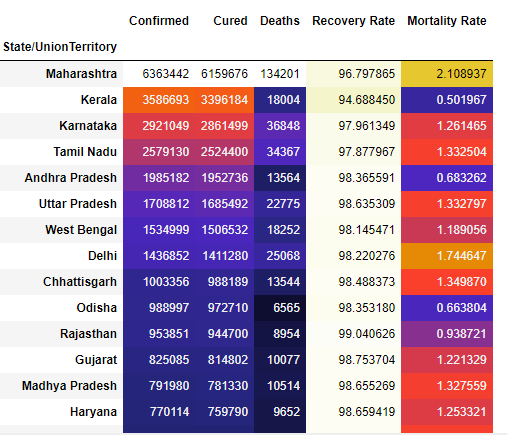 Confirmed Cured Deaths Recovery Rate Mortality Rate
State/UnionTerritory
Maharashtra 6363442 6159676 134201 96.797865 2.108937
Kerala 3586693 3396184 18004 94.688450 0.501967
Karnataka 2921049 2861499 36848 97.961349 1.261465
Tamil Nadu 2579130 2524400 34367 97.877967 1.332504
Andhra Pradesh 1985182 1952736 13564 98.365591 0.683262
Uttar Pradesh 1708812 1685492 22775 98.635309 1.332797
West Bengal 1534999 1506532 18252 98.145471 1.189056
Delhi 1436852 1411280 25068 98.220276 1.744647
Chhattisgarh 1003356 988189 13544 98.488373 1.349870
Odisha 988997 972710 6565 98.353180 0.663804
Rajasthan 953851 944700 8954 99.040626 0.938721
Gujarat 825085 814802 10077 98.753704 1.221329
Madhya Pradesh 791980 781330 10514 98.655269 1.327559
Haryana 770114 759790 9652 98.659419 1.253321